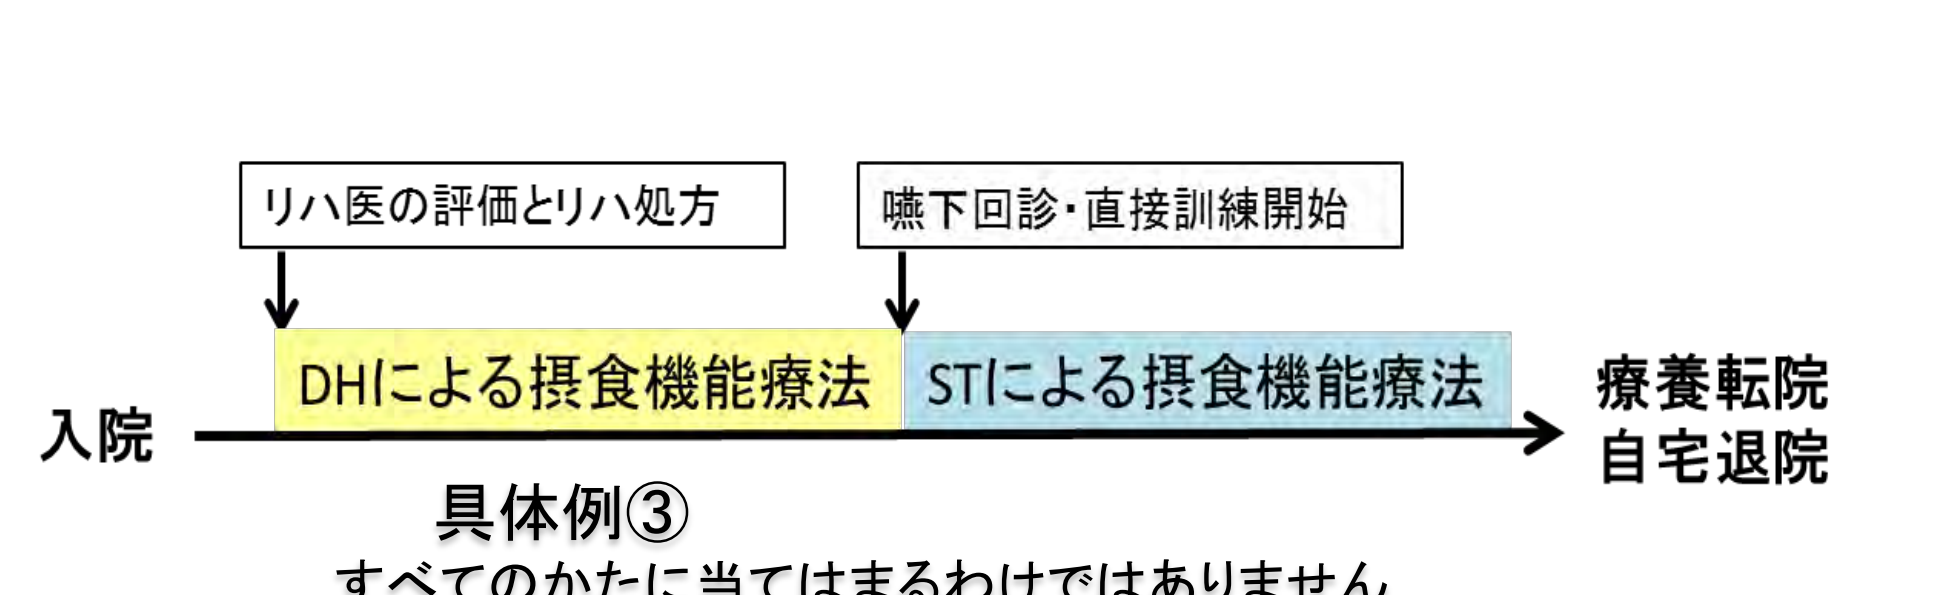 リハ医の評価とリハ処方
嚥下回診・直接訓練開始
DHによる摂食機能療法
STによる摂食機能療法
入院
療養転院
自宅退院
具体例③
すべてのかたに当てはまるわけではありません